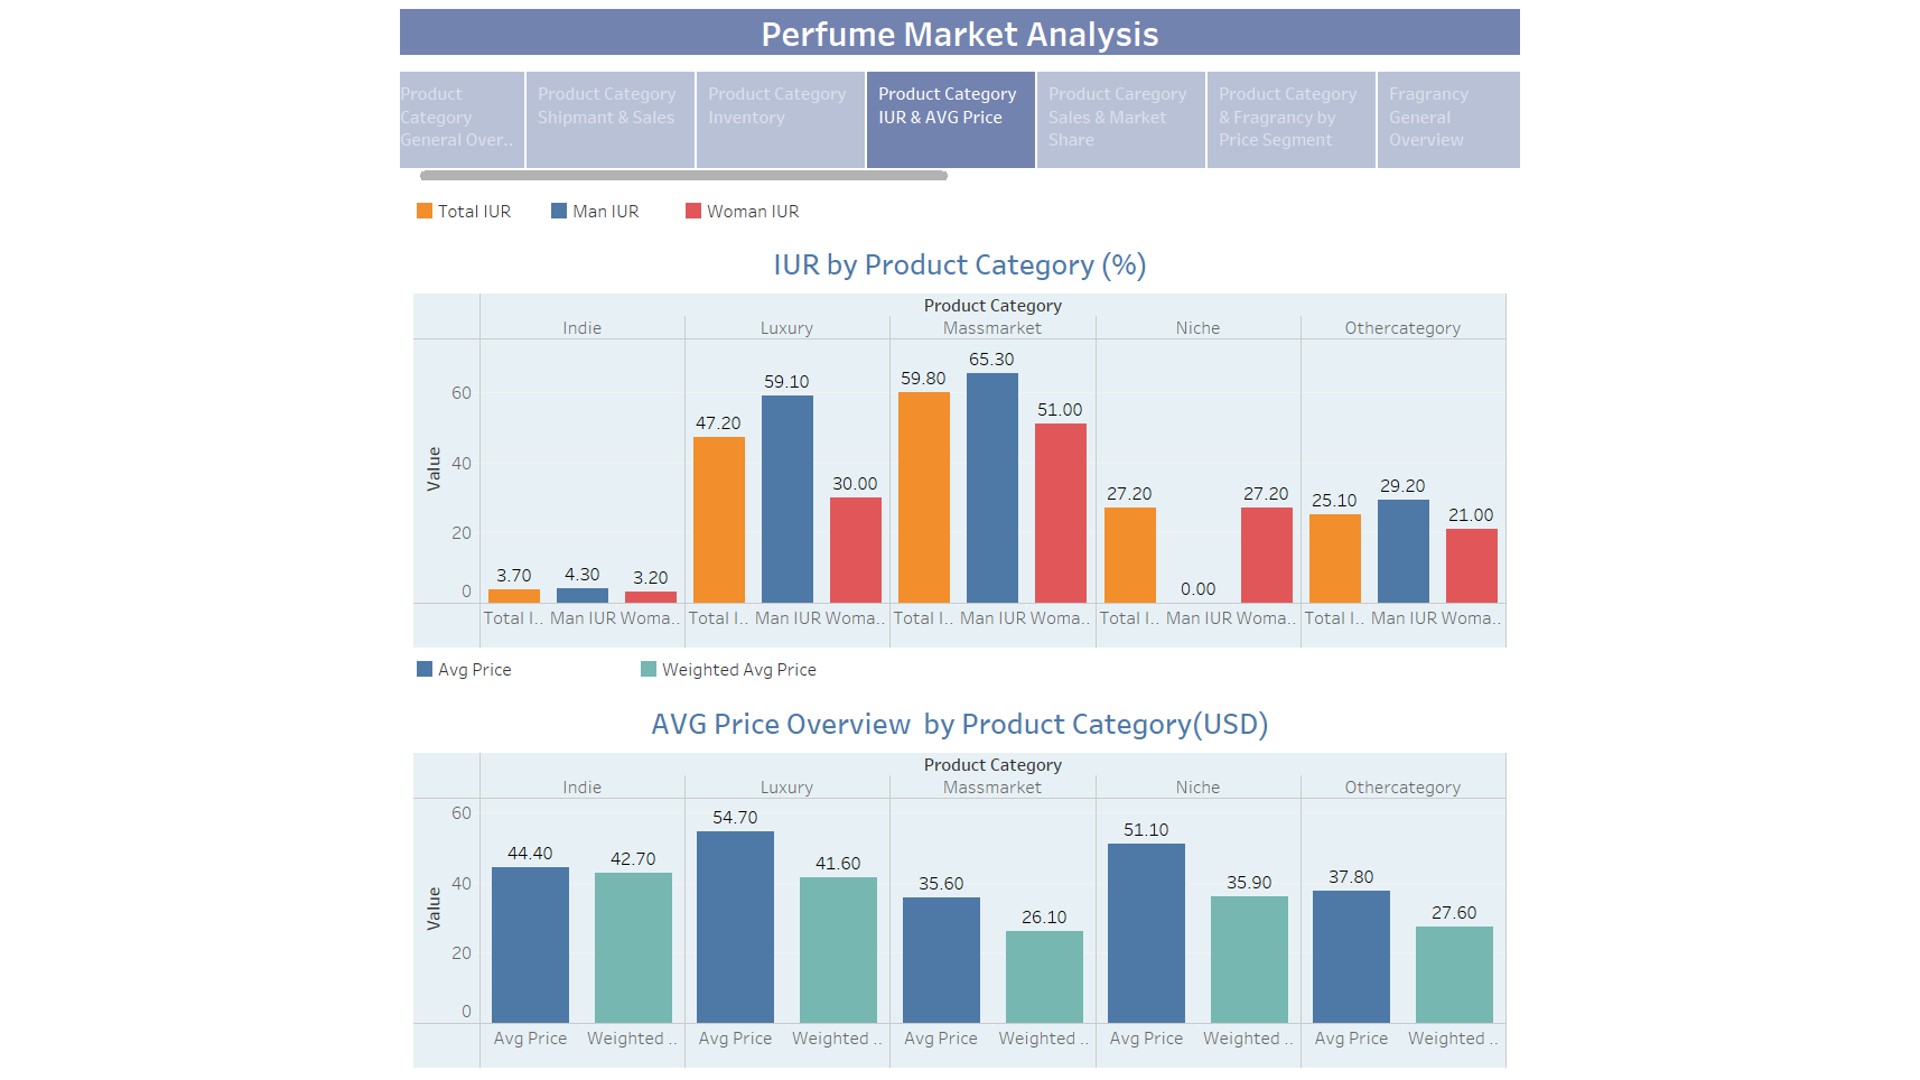 Perfume Market Analysis
Product
Category
General Over..
Product Category
Shipmant & Sales
Product Category
Inventory
Product Category
IUR & AVG Price
Product Caregory
Sales & Market
Share
Product Category
& Fragrancy by
Price Segment
Fragrancy
General
Overview
Total IUR Man IUR Woman IUR
IUR by Product Category (%)
Product Category
Indie Luxury Massmarket Niche Othercategory
Value
60
40
20
0
3.70 4.30 3.20
47.20 59.10 30.00
59.80 65.30 51.00
27.20 0.00 27.20
25.10 29.20 21.00
Total I.. Man IUR Woma.. Total I.. Man IUR Woma.. Total I.. Man IUR Woma.. Total I.. Man IUR Woma.. Total I.. Man IUR Woma..
Avg Price Weighted Avg Price
AVG Price Overview  by Product Category(USD)
Product Category
Indie Luxury Massmarket Niche Othercategory
Value
60
40
20
0
44.40 42.70
54.70 41.60
35.60 26.10
51.10 35.90
37.80 27.60
Avg Price Weighted .. Avg Price Weighted .. Avg Price Weighted .. Avg Price Weighted .. Avg Price Weighted ..